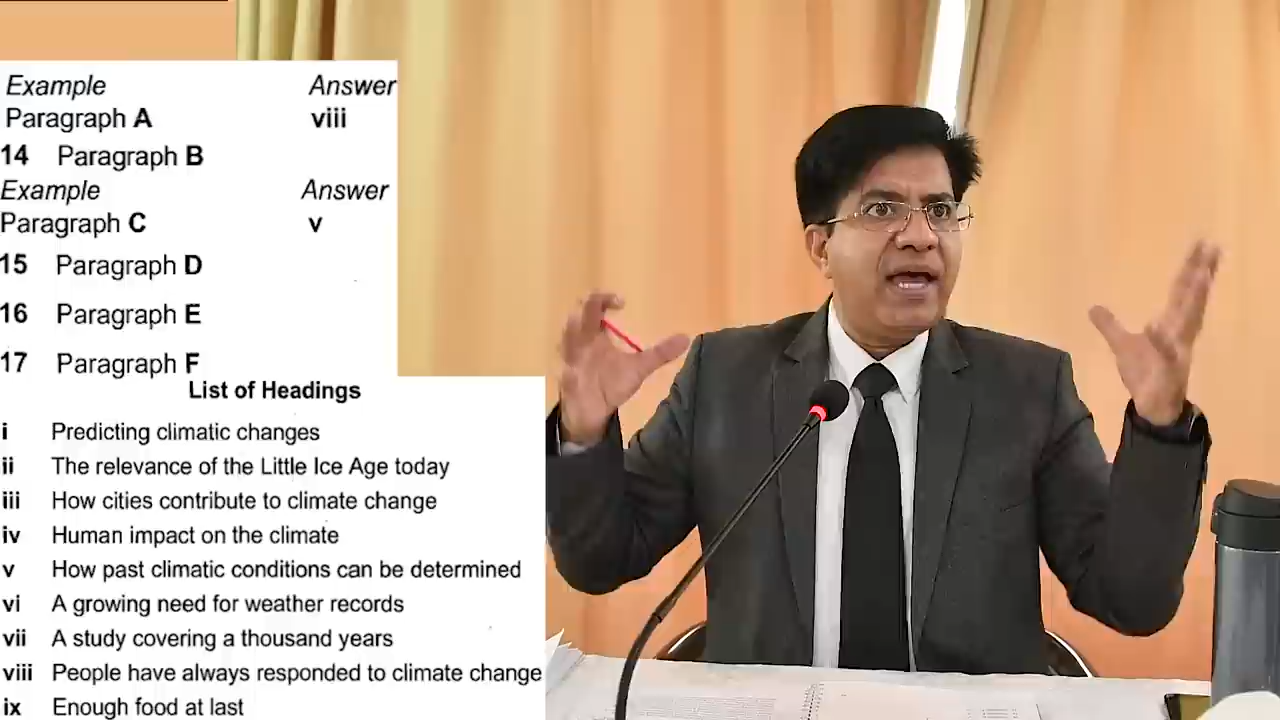 Example Answer
Paragraph A viii
14 Paragraph B
Example Answer
Paragraph C v
15 Paragraph D
16 Paragraph E
17 Paragraph F
List of Headings
i Predicting climatic changes
ii The relevance of the Little Ice Age today
iii How cities contribute to climate change
iv Human impact on the climate
v How past climatic conditions can be determined
vi A growing need for weather records
vii A study covering a thousand years
viii People have always responded to climate change
ix Enough food at last